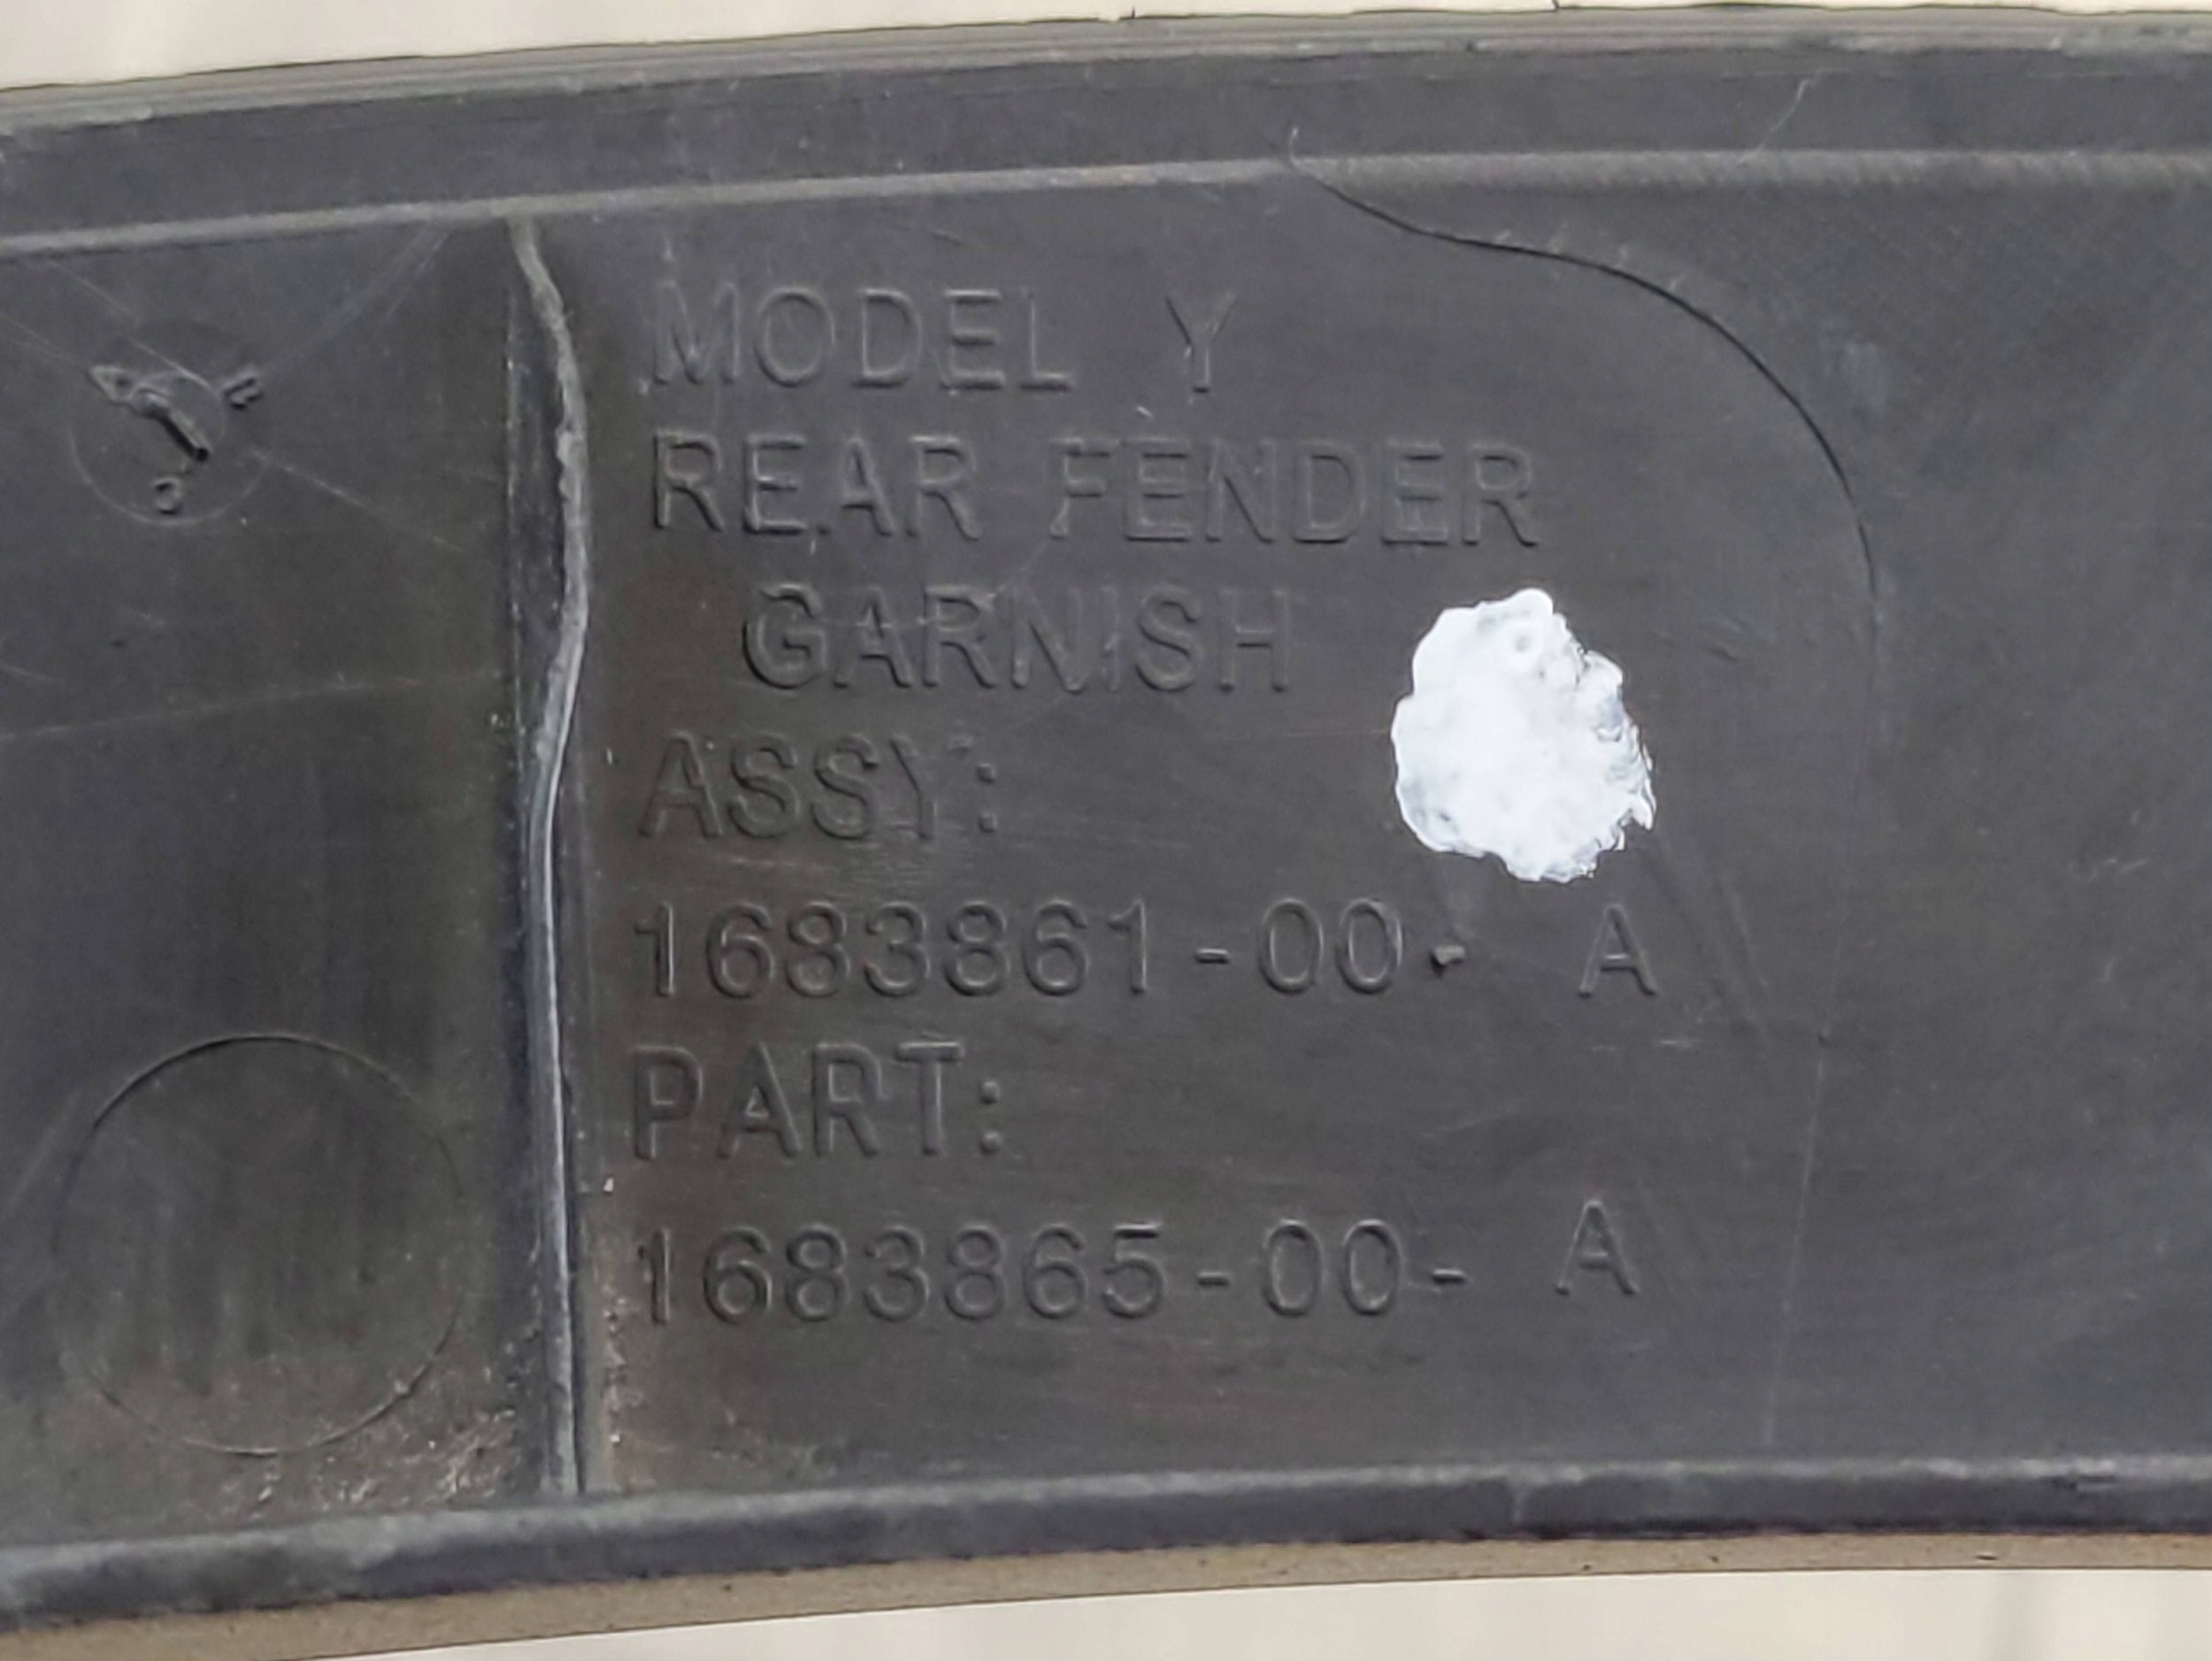 MODEL Y
REAR FENDER
GARNISH
ASSY:
1683861-00- A
PART:
1683865-00- A